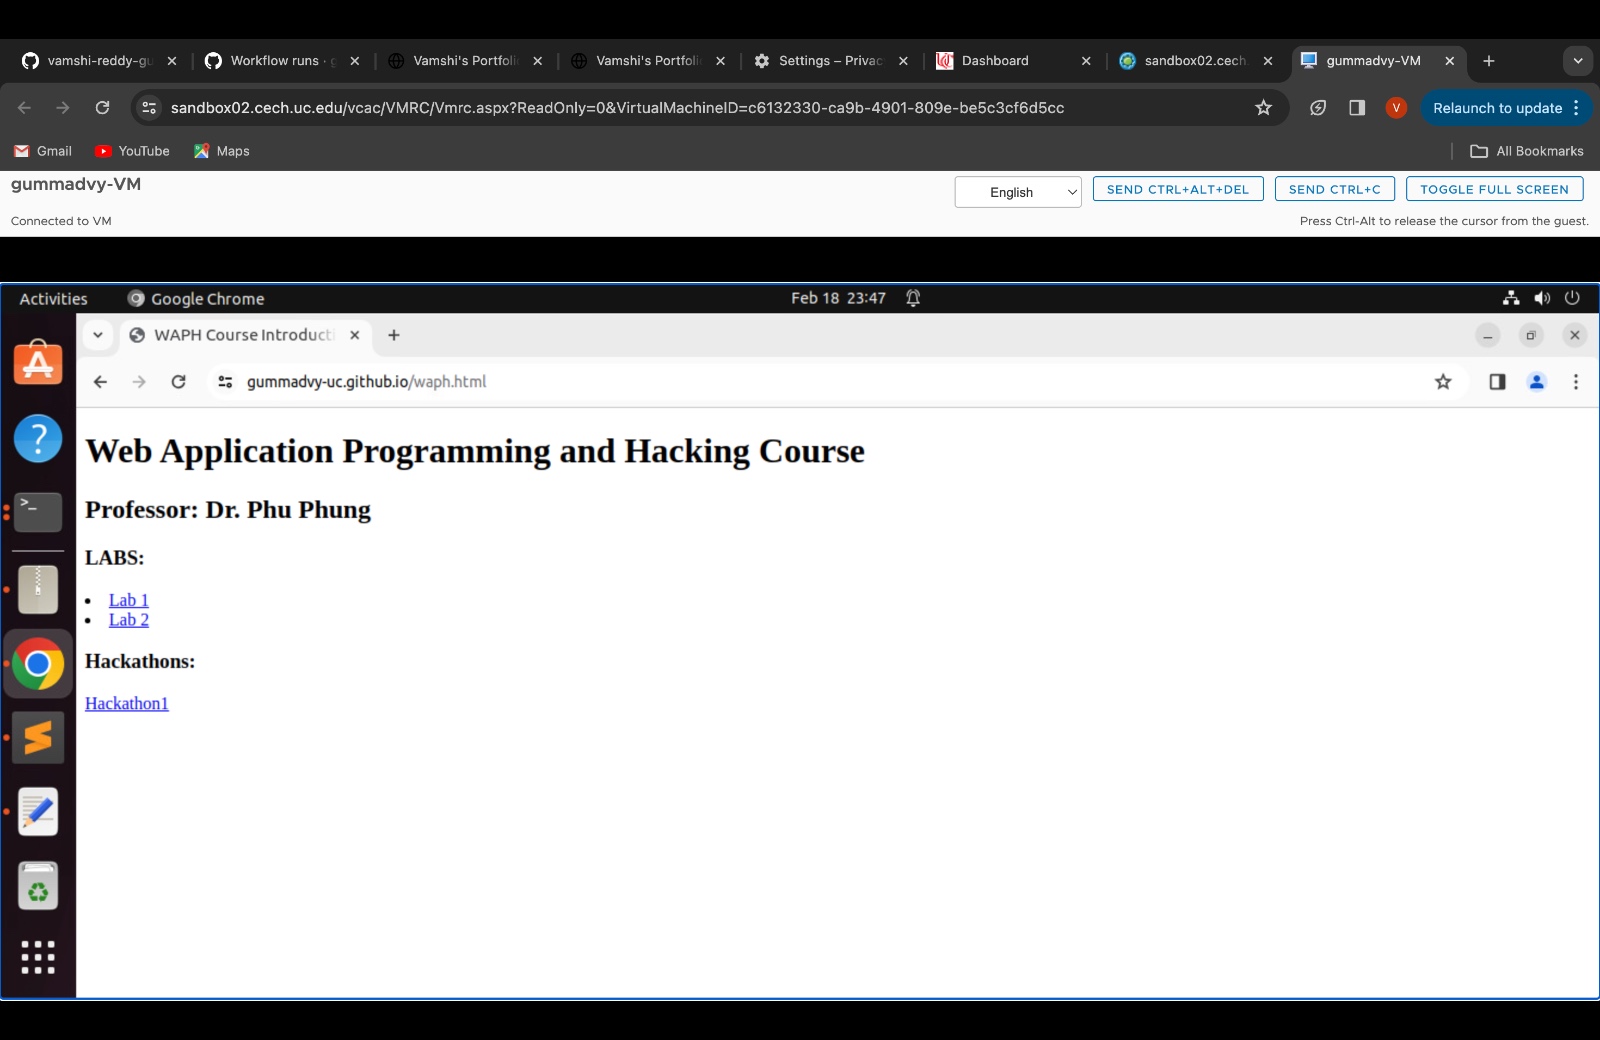 vamshi-reddy-gu
Workflow runs · g
Vamshi's Portfoli
Vamshi's Portfoli
Settings – Privac
Dashboard
sandbox02.cech
gummadvy-VM
sandbox02.cech.uc.edu/vcac/VMRC/Vmrc.aspx?ReadOnly=0&VirtualMachineID=c6132330-ca9b-4901-809e-be5c3cf6d5cc
V
Relaunch to update
Gmail
YouTube
Maps
All Bookmarks
gummadvy-VM
English
SEND CTRL+ALT+DEL
SEND CTRL+C
TOGGLE FULL SCREEN
Connected to VM
Press Ctrl-Alt to release the cursor from the guest.
Activities
Google Chrome
Feb 18 23:47
WAPH Course Introducti
gummadvy-uc.github.io/waph.html
Web Application Programming and Hacking Course
Professor: Dr. Phu Phung
LABS:
• Lab 1
• Lab 2
Hackathons:
Hackathon1